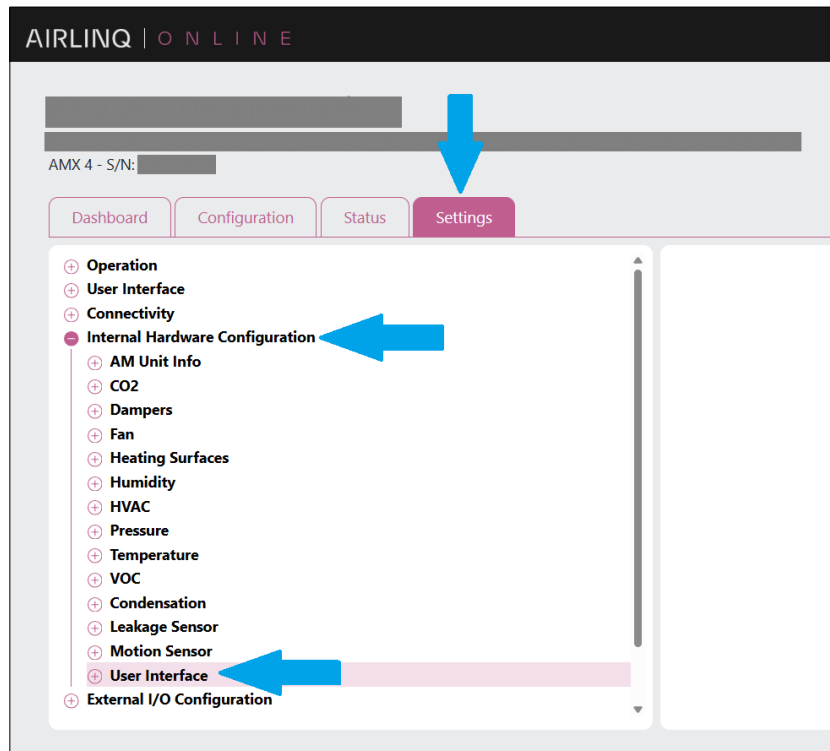 AIRLINQ | ONLINE
AMX 4 - S/N:
Dashboard Configuration Status Settings
Operation
User Interface
Connectivity
Internal Hardware Configuration
AM Unit Info
CO2
Dampers
Fan
Heating Surfaces
Humidity
HVAC
Pressure
Temperature
VOC
Condensation
Leakage Sensor
Motion Sensor
User Interface
External I/O Configuration